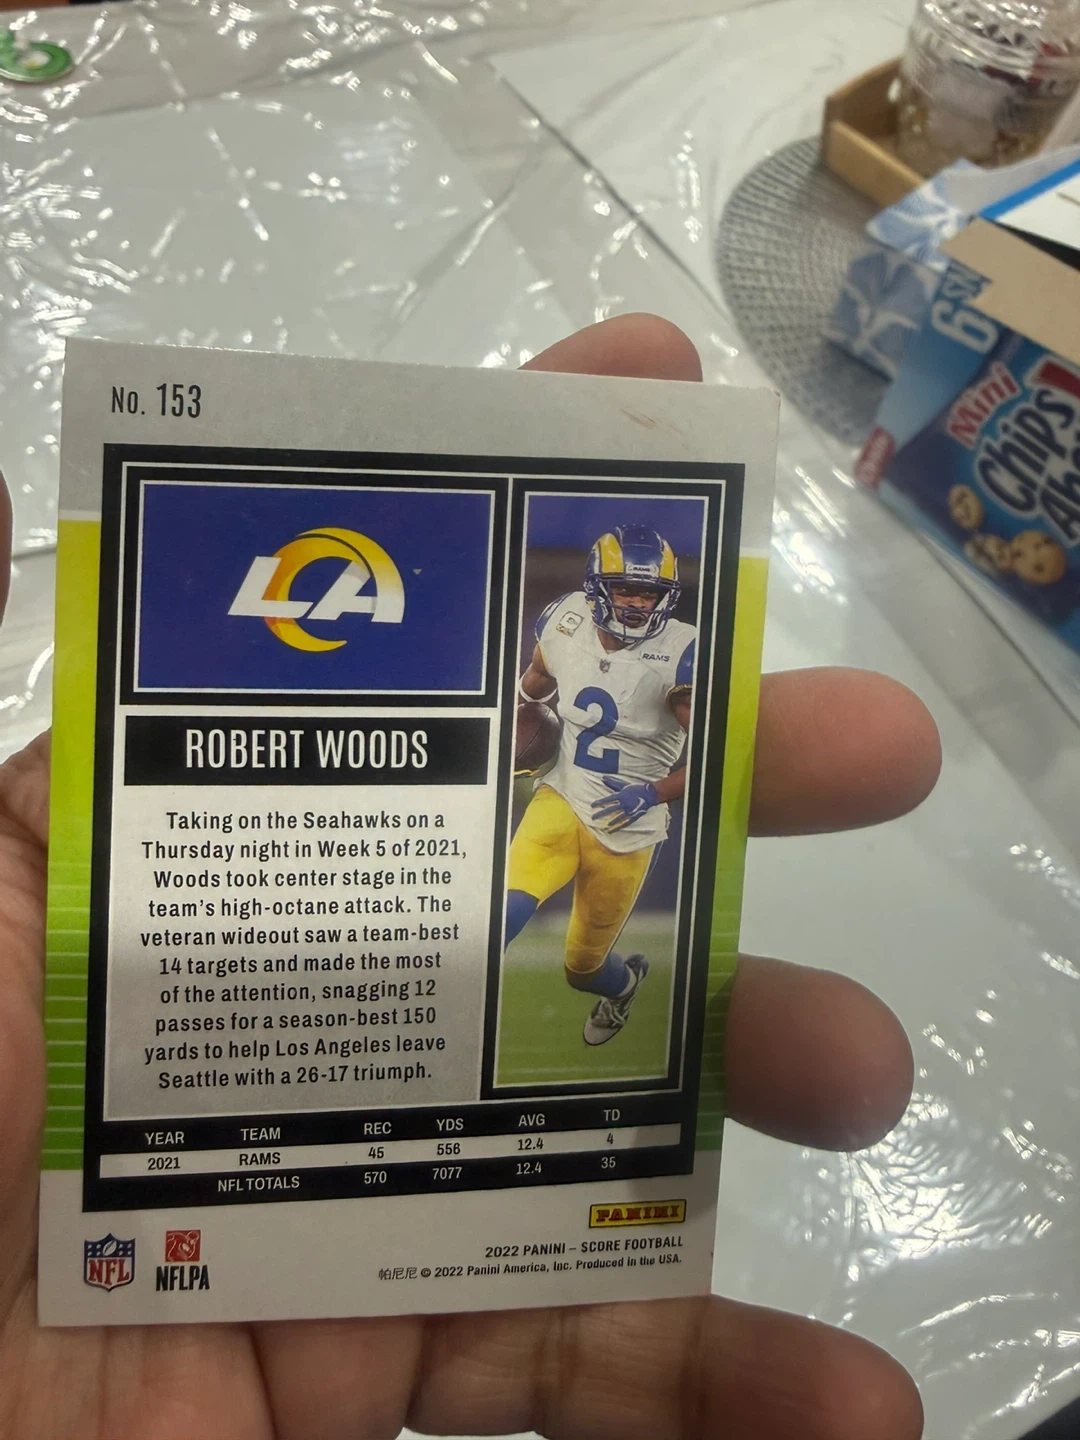 No. 153
LA
RAMS
RAMS
2
ROBERT WOODS
Taking on the Seahawks on a
Thursday night in Week 5 of 2021,
Woods took center stage in the
team's high-octane attack. The
veteran wideout saw a team-best
14 targets and made the most
of the attention, snagging 12
passes for a season-best 150
yards to help Los Angeles leave
Seattle with a 26-17 triumph.
YEAR TEAM REC YDS AVG TD
2021 RAMS 45 556 12.4 4
NFL TOTALS 570 7077 12.4 35
PANINI
2022 PANINI – SCORE FOOTBALL
帕尼尼 © 2022 Panini America, Inc. Produced in the USA.
NFL
NFLPA
6
Mini
Chips